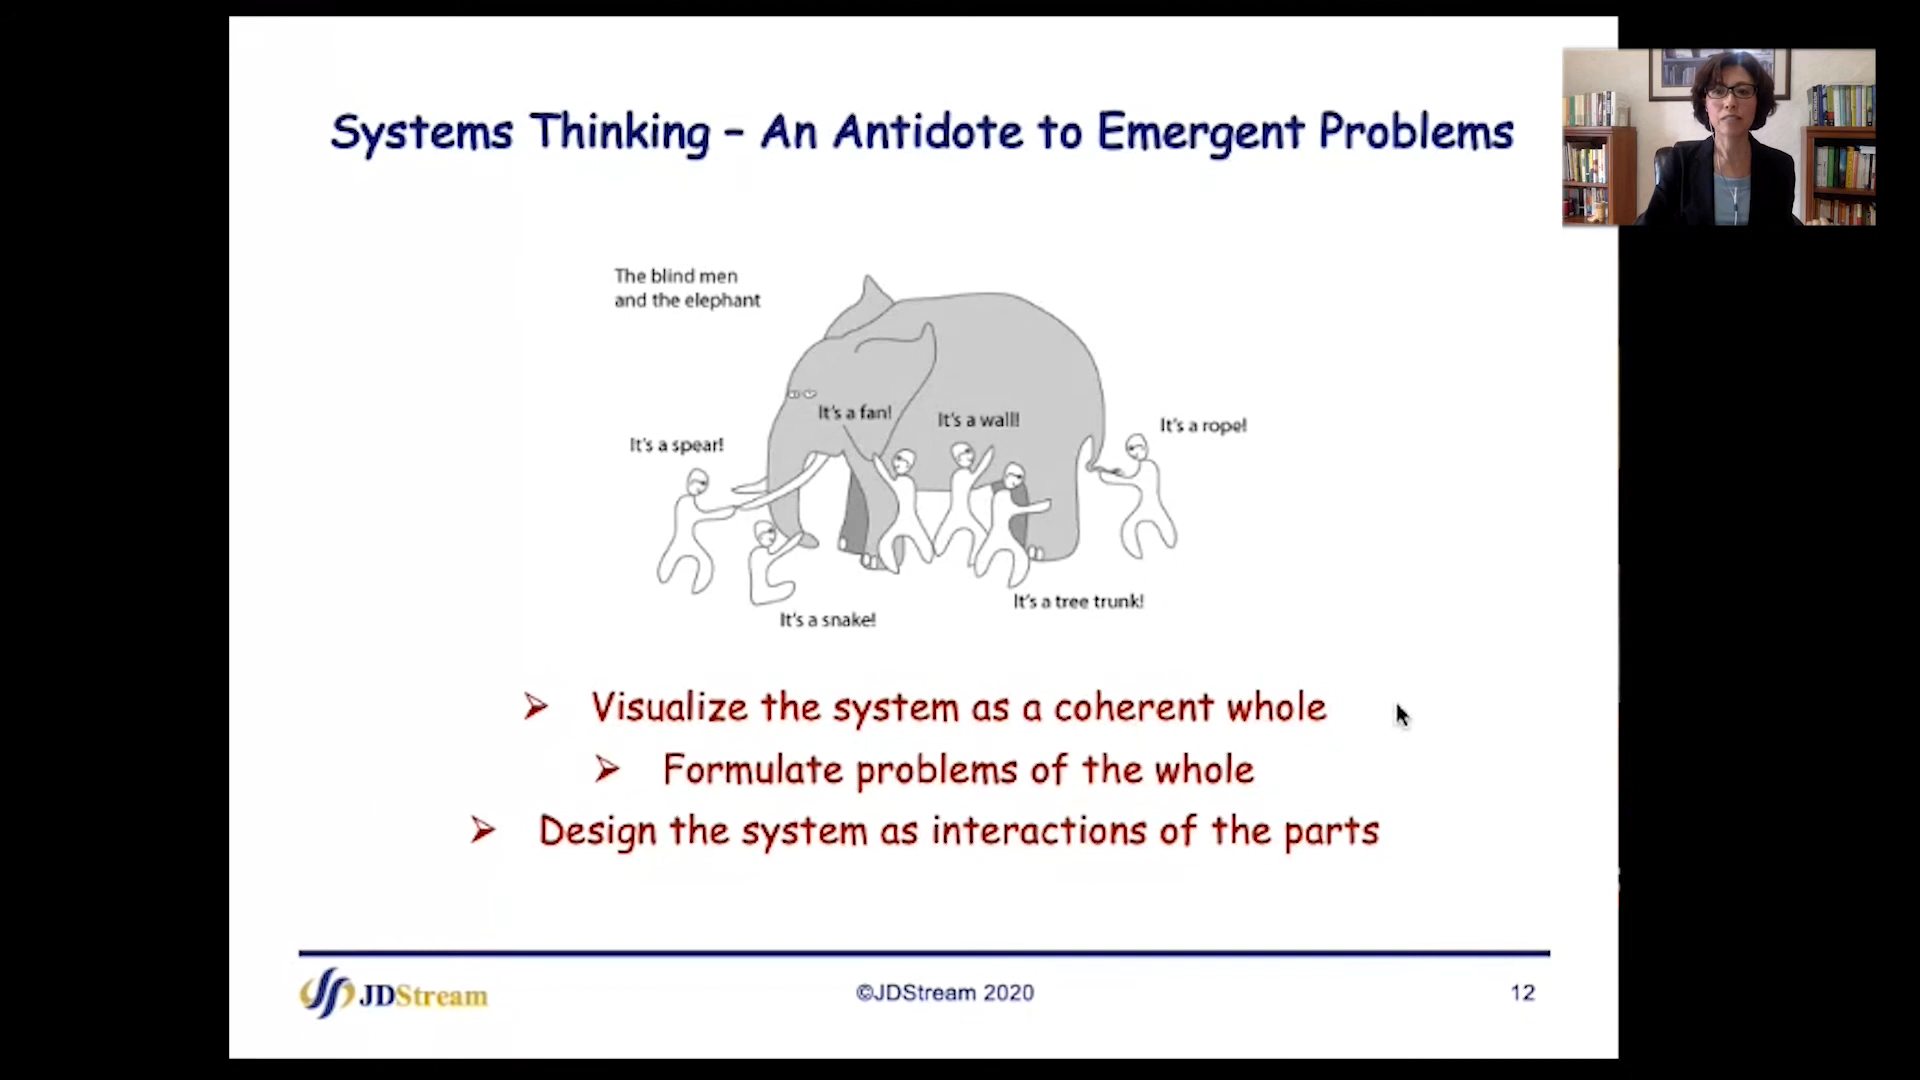 Systems Thinking – An Antidote to Emergent Problems
The blind men
and the elephant
It's a fan!
It's a wall!
It's a rope!
It's a spear!
It's a tree trunk!
It's a snake!
Visualize the system as a coherent whole
Formulate problems of the whole
Design the system as interactions of the parts
JDStream
©JDStream 2020
12